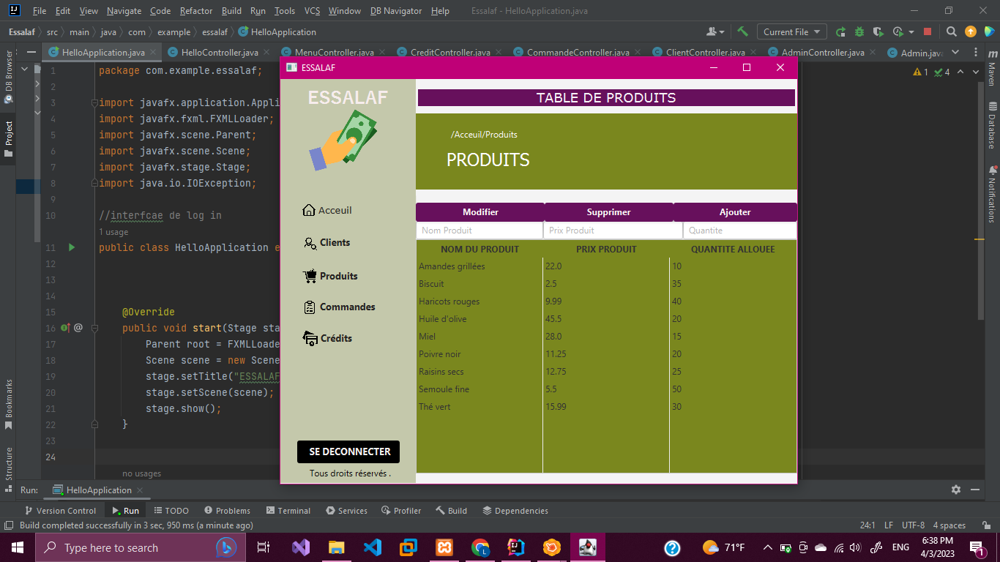 File Edit View Navigate Code Refactor Build Run Tools VCS Window DB Navigator Help Essalaf - HelloApplication.java
Essalaf src main java com example essalaf HelloApplication Current File
HelloApplication.java HelloController.java MenuController.java CreditController.java CommandeController.java ClientController.java AdminController.java Admin.java
DB Browser
Project
Bookmarks
Structure
Maven
Database
Notifications
1 4
1 package com.example.essalaf;
2
3 import javafx.application.Appli
4 import javafx.fxml.FXMLLoader;
5 import javafx.scene.Parent;
6 import javafx.scene.Scene;
7 import javafx.stage.Stage;
8 import java.io.IOException;
9
10 //interfcae de log in
1 usage
11 public class HelloApplication e
12
13
14
15 @Override
16 public void start(Stage sta
17 Parent root = FXMLLoade
18 Scene scene = new Scene
19 stage.setTitle("ESSALAF
20 stage.setScene(scene);
21 stage.show();
22 }
23
24
no usages
ESSALAF
ESSALAF
Acceuil
Clients
Produits
Commandes
Crédits
SE DECONNECTER
Tous droits réservés .
TABLE DE PRODUITS
/Acceuil/Produits
PRODUITS
Modifier Supprimer Ajouter
Nom Produit Prix Produit Quantite
NOM DU PRODUIT PRIX PRODUIT QUANTITE ALLOUEE
Amandes grillées 22.0 10
Biscuit 2.5 35
Haricots rouges 9.99 40
Huile d'olive 45.5 20
Miel 28.0 15
Poivre noir 11.25 20
Raisins secs 12.75 25
Semoule fine 5.5 50
Thé vert 15.99 30
Run: HelloApplication
Version Control Run TODO Problems Terminal Services Profiler Build Dependencies
Build completed successfully in 3 sec, 950 ms (a minute ago) 24:1 LF UTF-8 4 spaces
Type here to search 71°F ENG 6:38 PM
4/3/2023 1